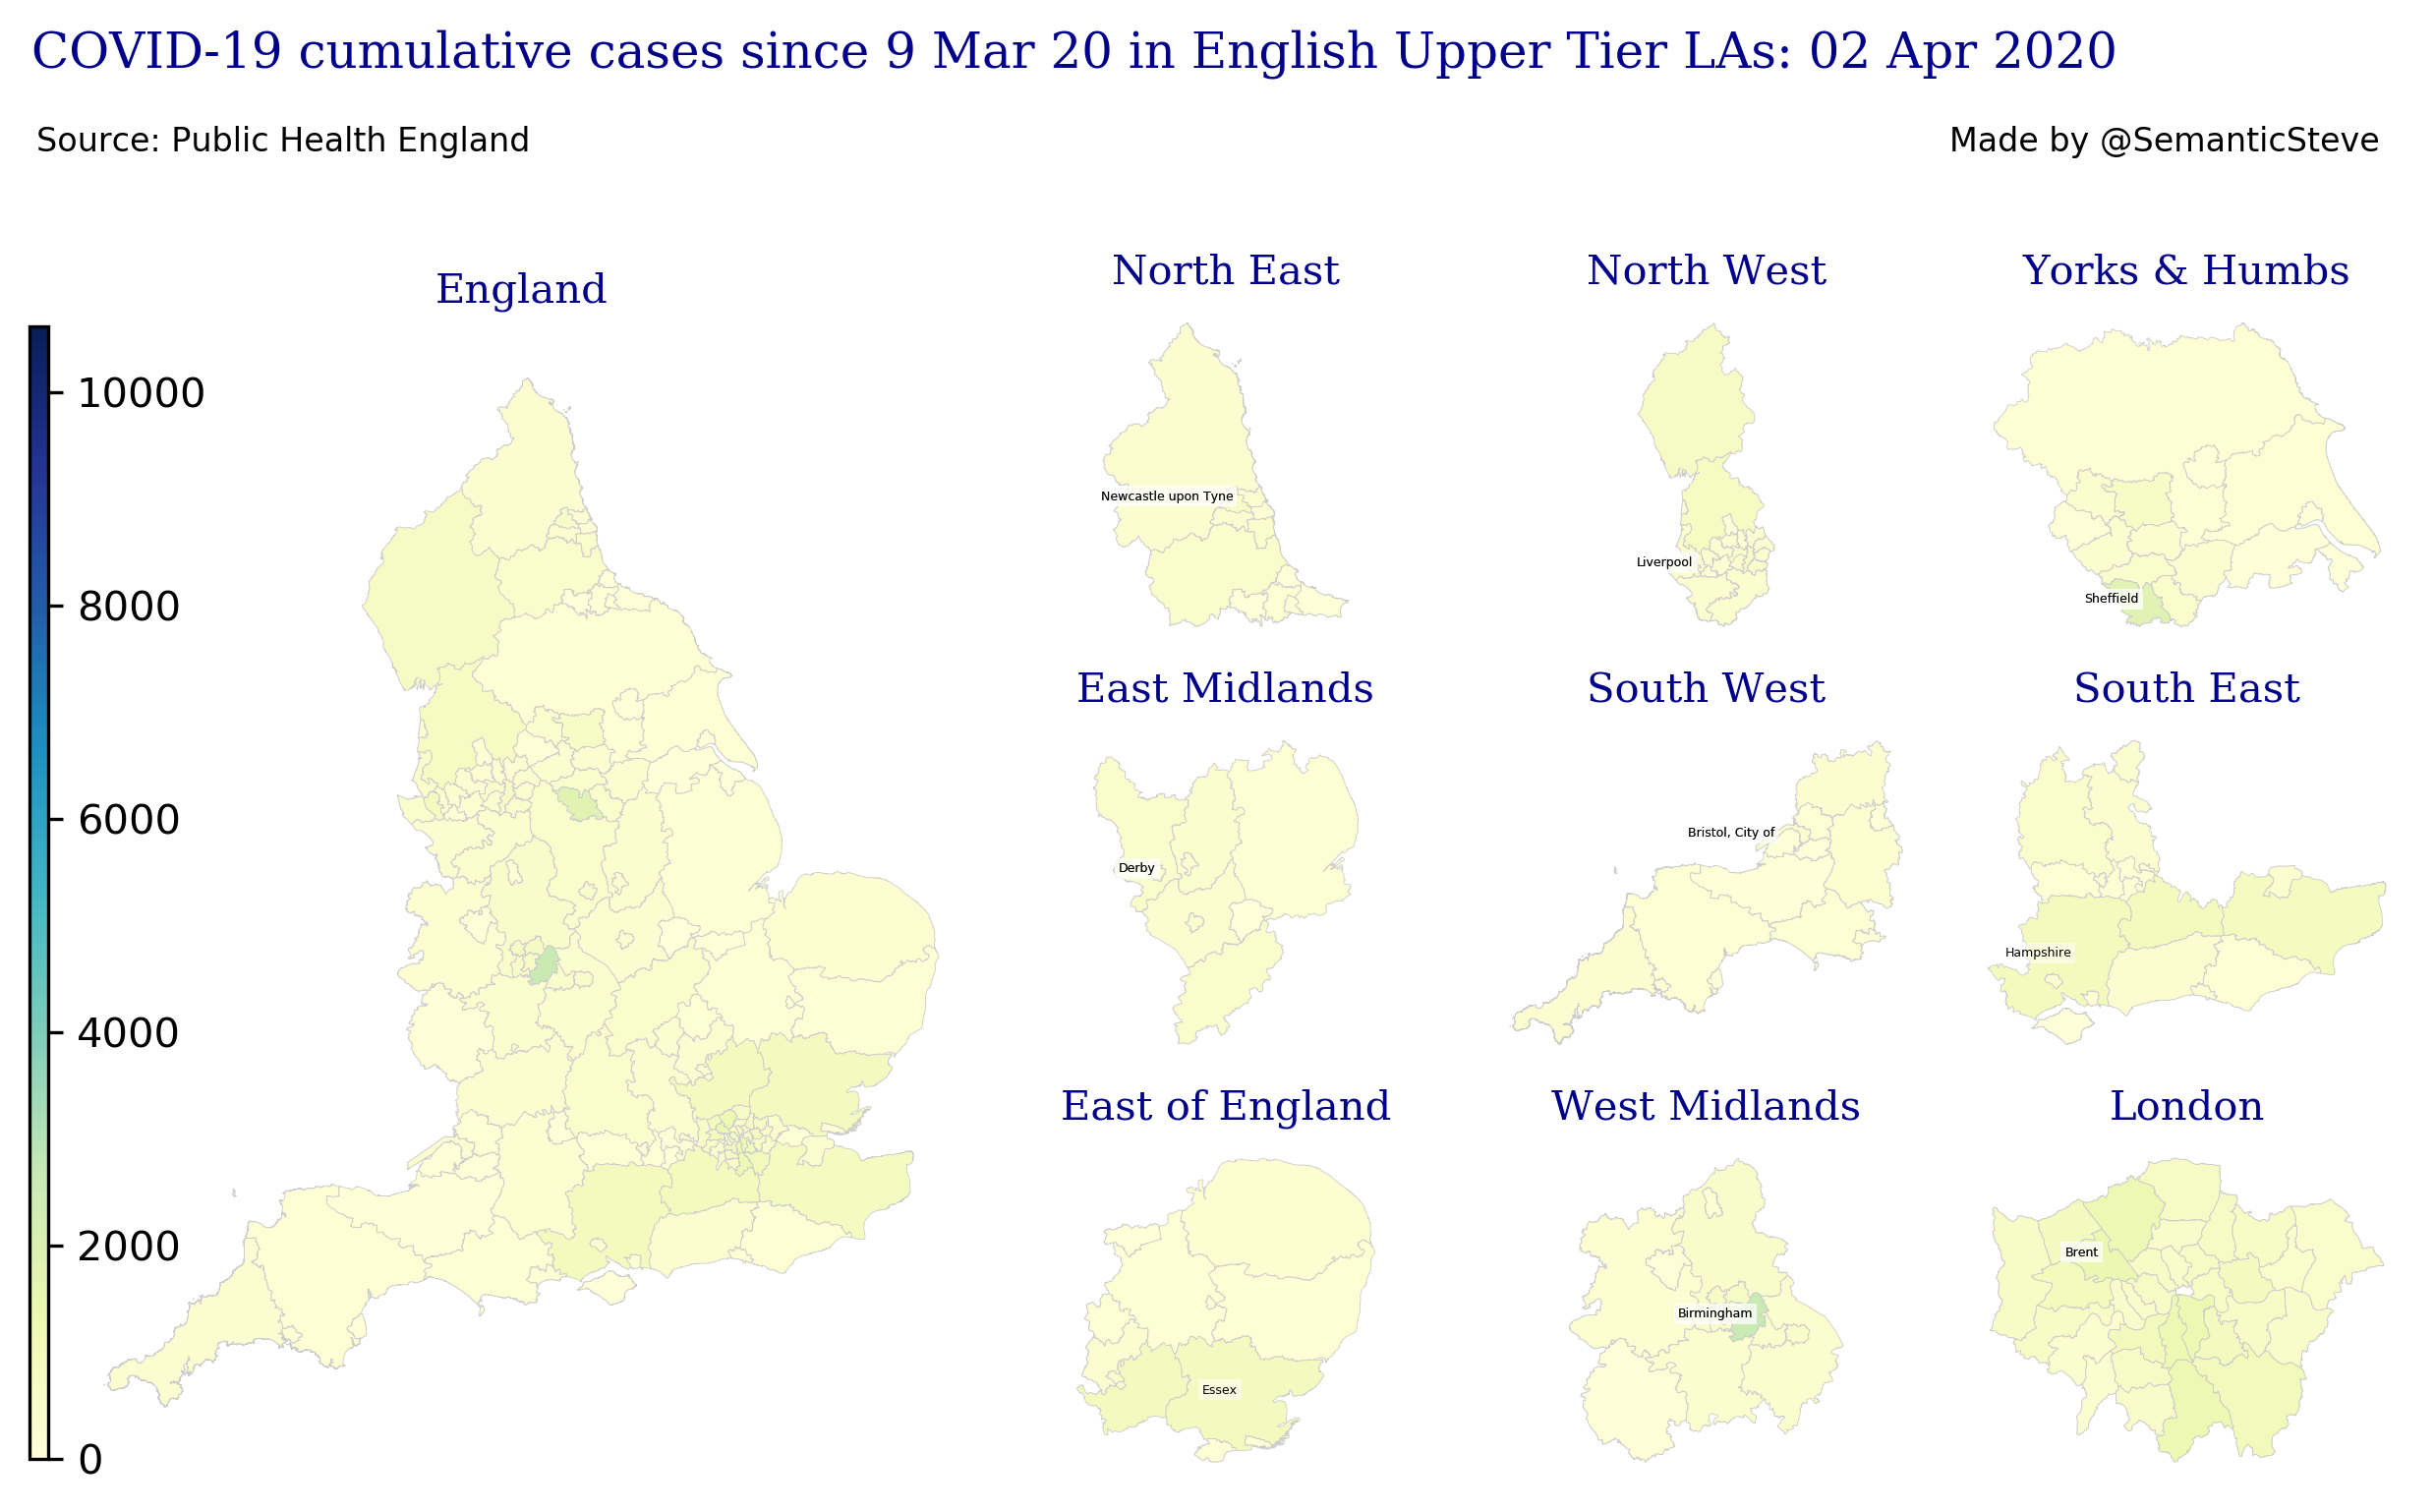 COVID-19 cumulative cases since 9 Mar 20 in English Upper Tier LAs: 02 Apr 2020
Source: Public Health England
Made by @SemanticSteve
England
10000
8000
6000
4000
2000
0
North East
Newcastle upon Tyne
North West
Liverpool
Yorks & Humbs
Sheffield
East Midlands
Derby
South West
Bristol, City of
South East
Hampshire
East of England
Essex
West Midlands
Birmingham
London
Brent